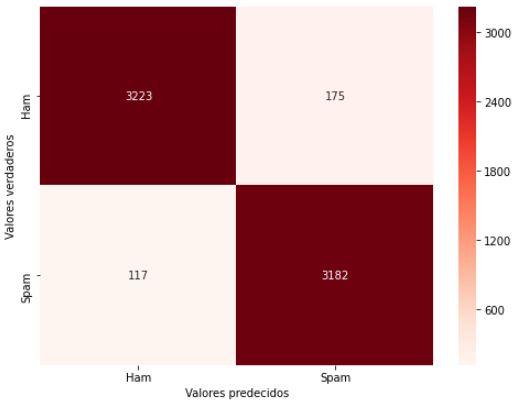 3223
175
117
3182
Ham
Spam
Valores verdaderos
Ham
Spam
Valores predecidos
3000
2400
1800
1200
600